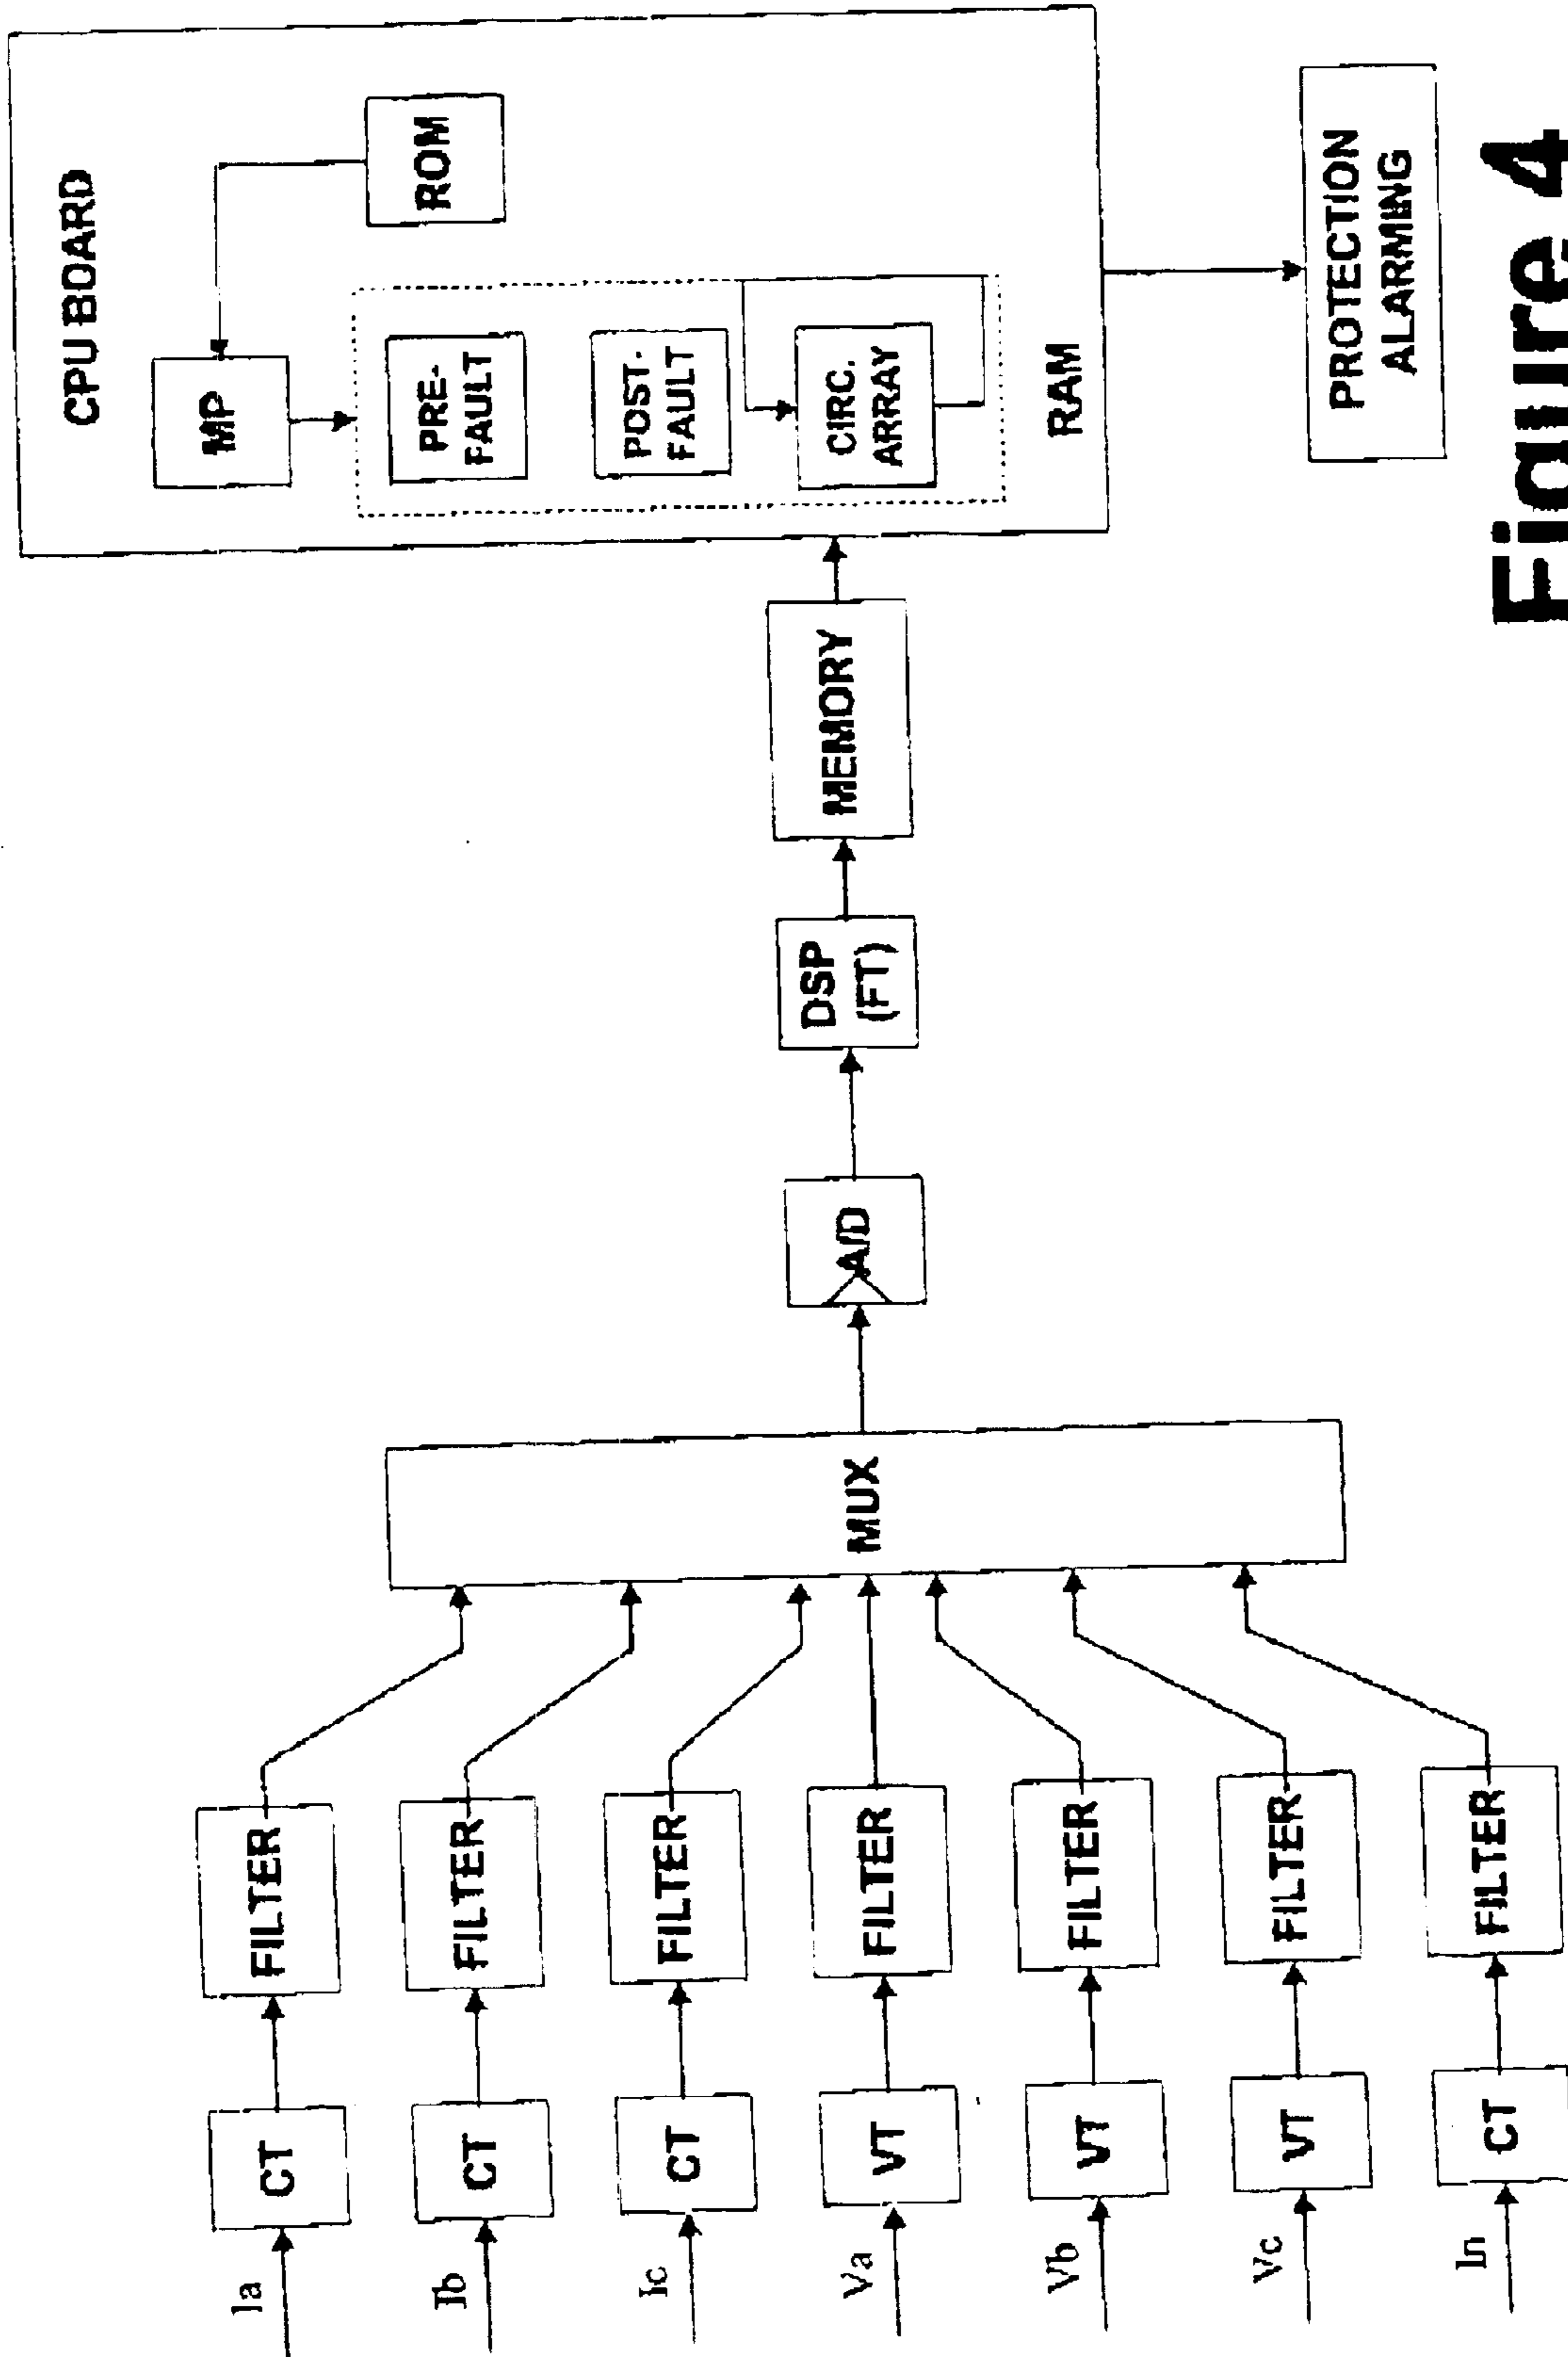 Ia
CT
FILTER
Ib
CT
FILTER
Ic
CT
FILTER
Va
VT
FILTER
Vb
VT
FILTER
Vc
VT
FILTER
In
CT
FILTER
MUX
A/D
DSP
(FT)
MEMORY
CPU BOARD
MP
ROM
PRE-
FAULT
POST-
FAULT
CIRC.
ARRAY
RAM
PROTECTION
ALARMING
Figure 4